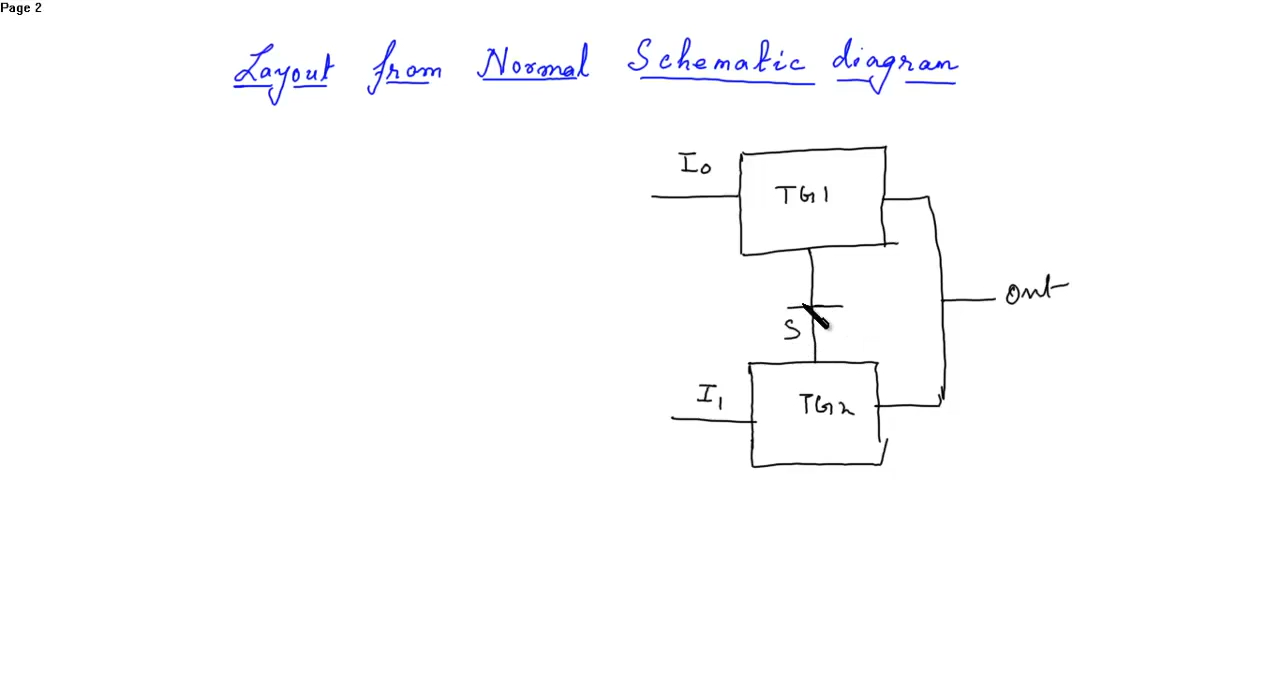 Page 2
Layout from Normal Schematic diagram
I0
TG1
out
S
I1
TG2